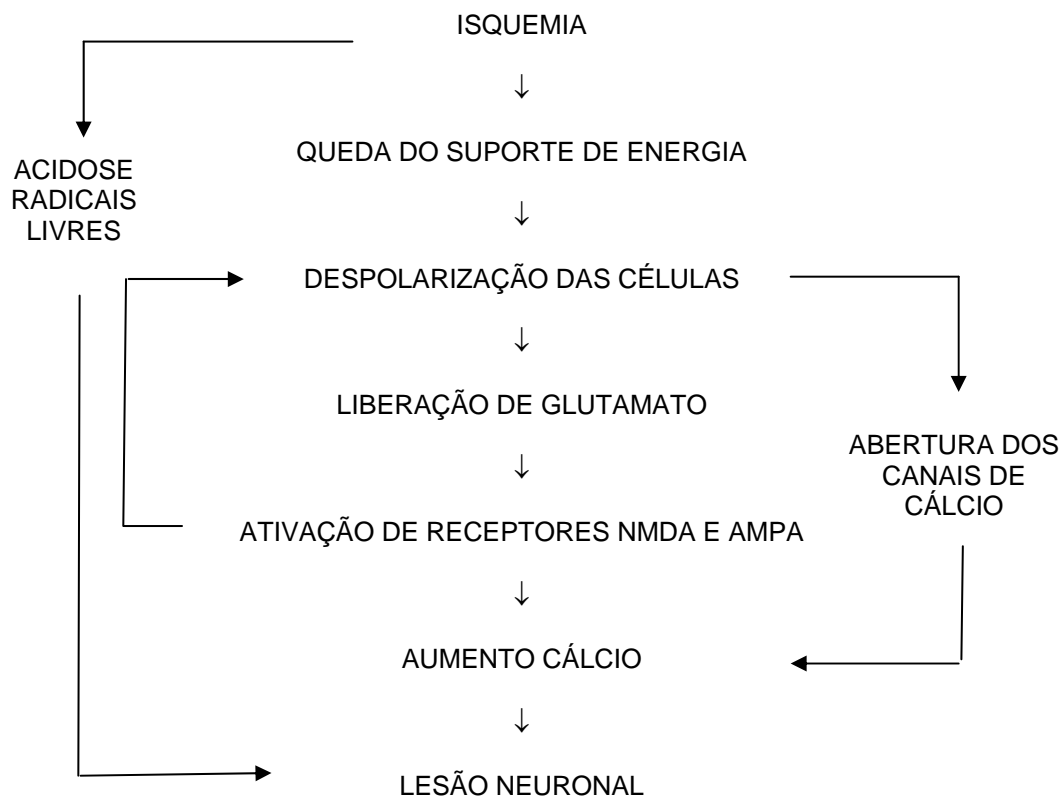 ISQUEMIA
↓
QUEDA DO SUPORTE DE ENERGIA
ACIDOSE
RADICAIS
LIVRES
↓
DESPOLARIZAÇÃO DAS CÉLULAS
↓
LIBERAÇÃO DE GLUTAMATO
↓
ABERTURA DOS
CANAIS DE
CÁLCIO
ATIVAÇÃO DE RECEPTORES NMDA E AMPA
↓
AUMENTO CÁLCIO
↓
LESÃO NEURONAL